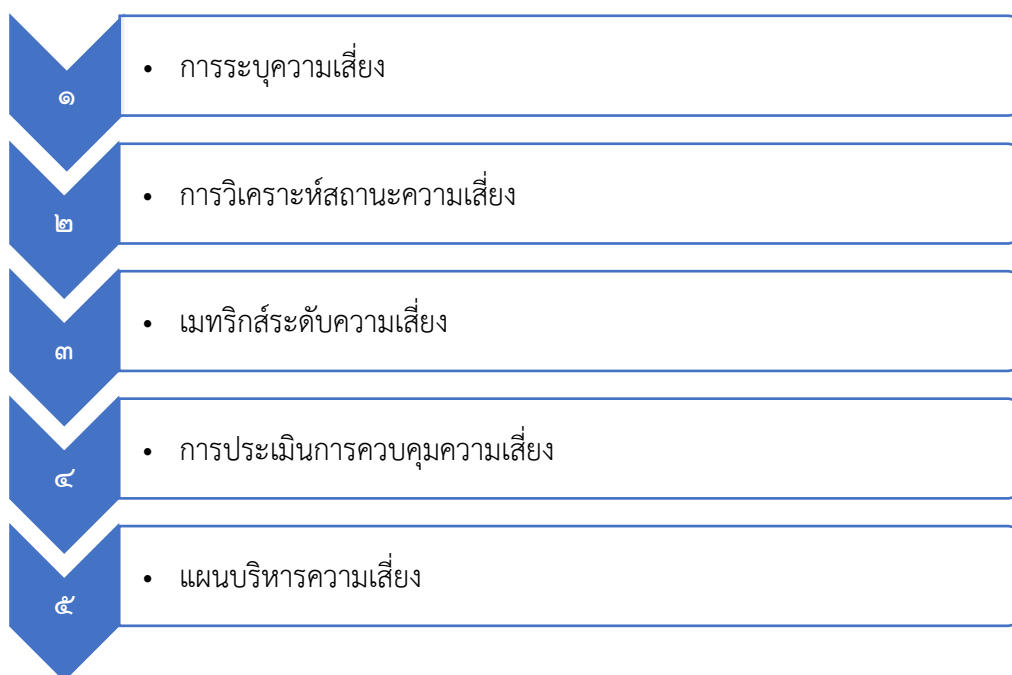 ๑
• การระบุความเสี่ยง
๒
• การวิเคราะห์สถานะความเสี่ยง
๓
• เมทริกส์ระดับความเสี่ยง
๔
• การประเมินการควบคุมความเสี่ยง
๕
• แผนบริหารความเสี่ยง